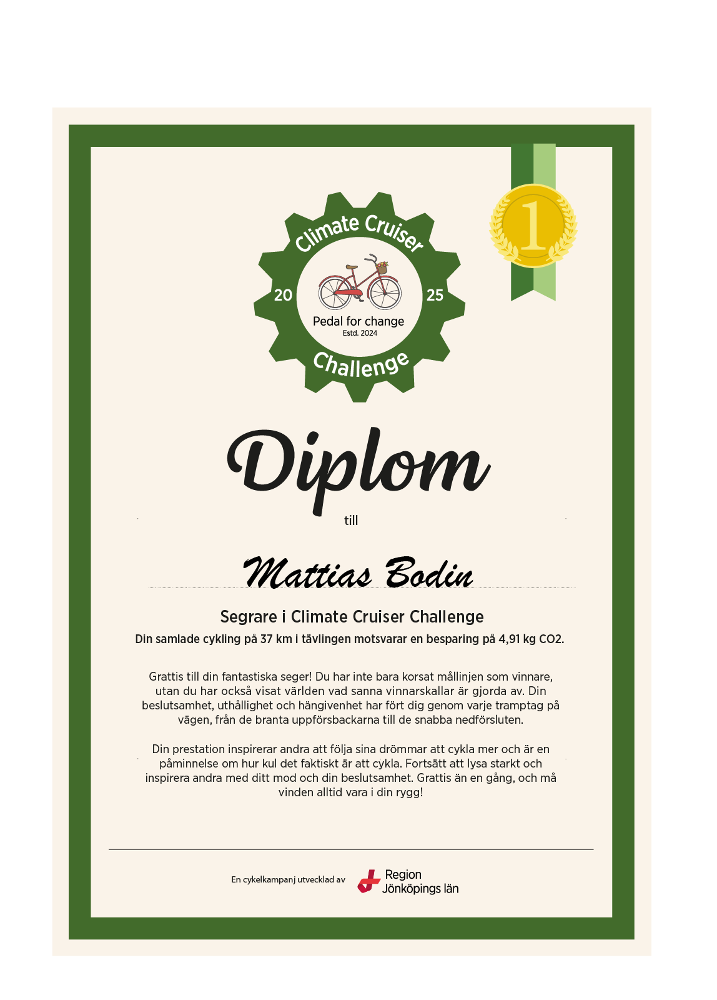 Climate Cruiser
1
20
25
Pedal for change
Estd. 2024
Challenge
Diplom
till
Mattias Bodin
Segrare i Climate Cruiser Challenge
Din samlade cykling på 37 km i tävlingen motsvarar en besparing på 4,91 kg CO2.
Grattis till din fantastiska seger! Du har inte bara korsat mållinjen som vinnare,
utan du har också visat världen vad sanna vinnarskallar är gjorda av. Din
beslutsamhet, uthållighet och hängivenhet har fört dig genom varje tramptag på
vägen, från de branta uppförsbackarna till de snabba nedförsluten.
Din prestation inspirerar andra att följa sina drömmar att cykla mer och är en
påminnelse om hur kul det faktiskt är att cykla. Fortsätt att lysa starkt och
inspirera andra med ditt mod och din beslutsamhet. Grattis än en gång, och må
vinden alltid vara i din rygg!
En cykelkampanj utvecklad av
Region
Jönköpings län